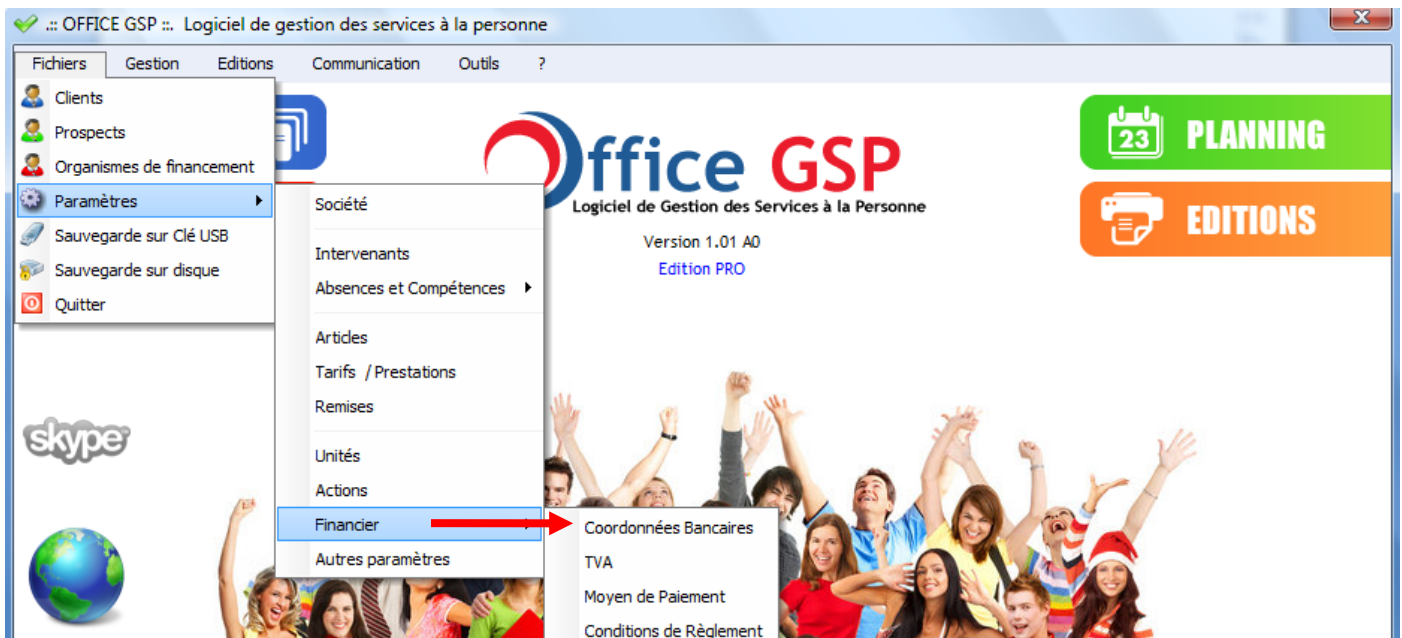 .:: OFFICE GSP ::. Logiciel de gestion des services à la personne
Fichiers Gestion Editions Communication Outils ?
Clients
Prospects
Organismes de financement
Paramètres
Sauvegarde sur Clé USB
Sauvegarde sur disque
Quitter
Société
Intervenants
Absences et Compétences
Articles
Tarifs / Prestations
Remises
Unités
Actions
Financier
Autres paramètres
Coordonnées Bancaires
TVA
Moyen de Paiement
Conditions de Règlement
Office GSP
Logiciel de Gestion des Services à la Personne
Version 1.01 A0
Edition PRO
23 PLANNING
EDITIONS
skype